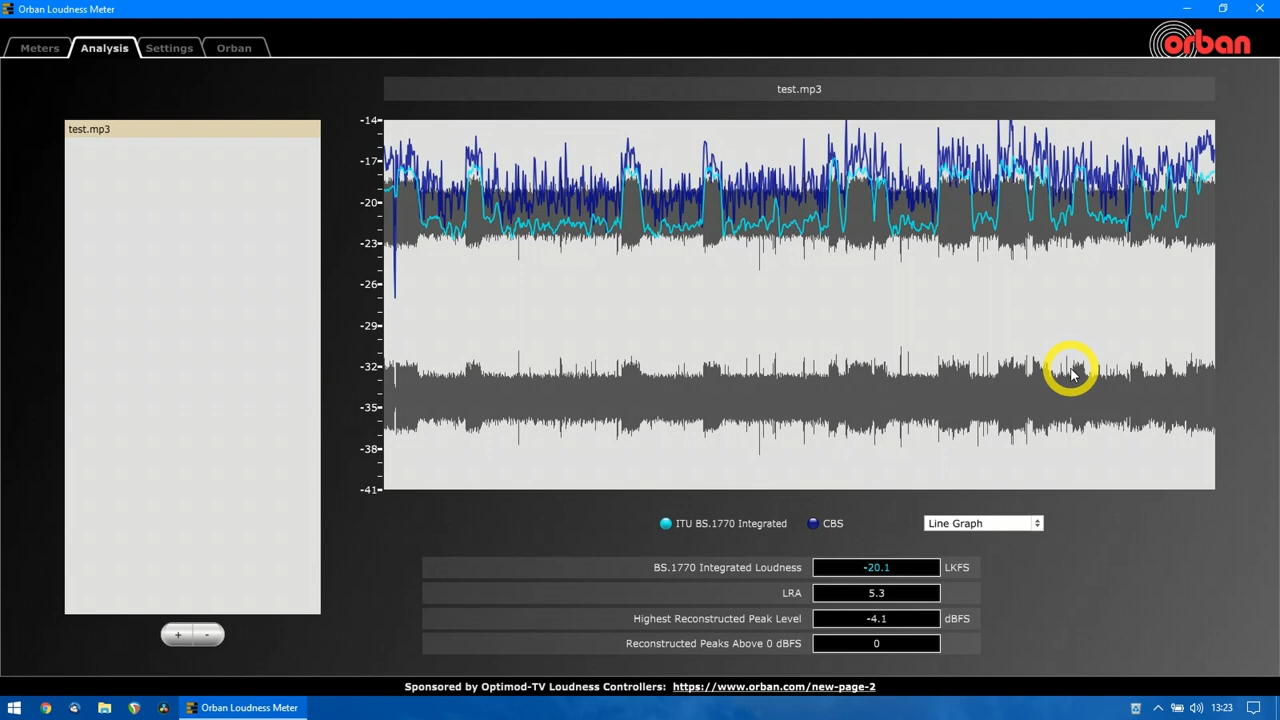 Orban Loudness Meter
Meters
Analysis
Settings
Orban
orban
test.mp3
test.mp3
-14
-17
-20
-23
-26
-29
-32
-35
-38
-41
ITU BS.1770 Integrated
CBS
Line Graph
BS.1770 Integrated Loudness -20.1 LKFS
LRA 5.3
Highest Reconstructed Peak Level -4.1 dBFS
Reconstructed Peaks Above 0 dBFS 0
+ -
Sponsored by Optimod-TV Loudness Controllers: https://www.orban.com/new-page-2
Orban Loudness Meter
13:23